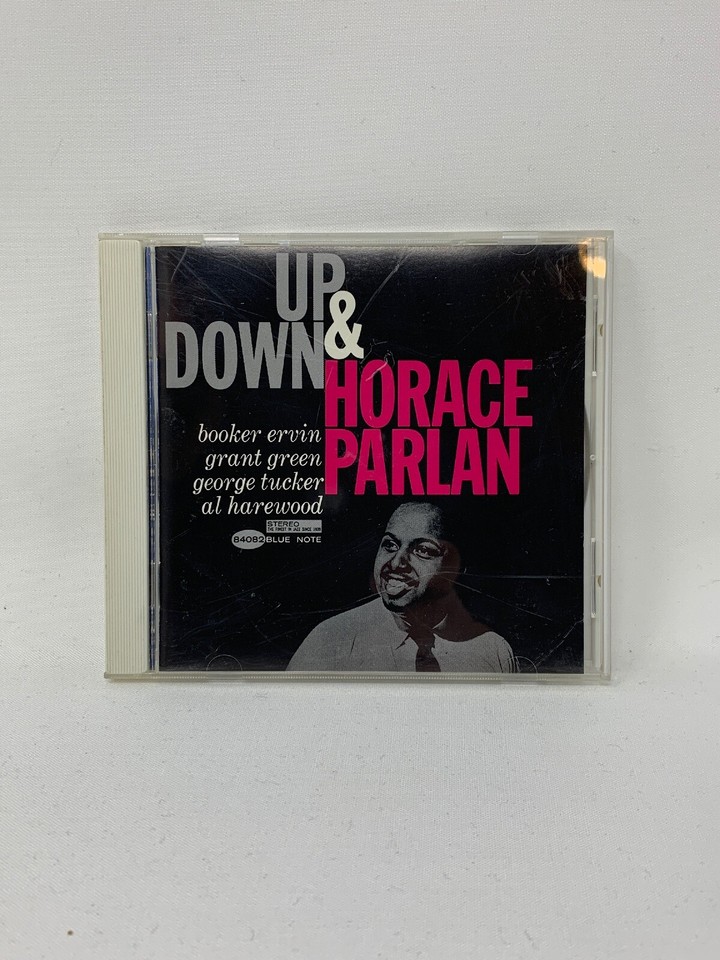 UP
&
DOWN
HORACE
PARLAN
booker ervin
grant green
george tucker
al harewood
STEREO
THE FINEST IN JAZZ SINCE 1939
84082 BLUE NOTE